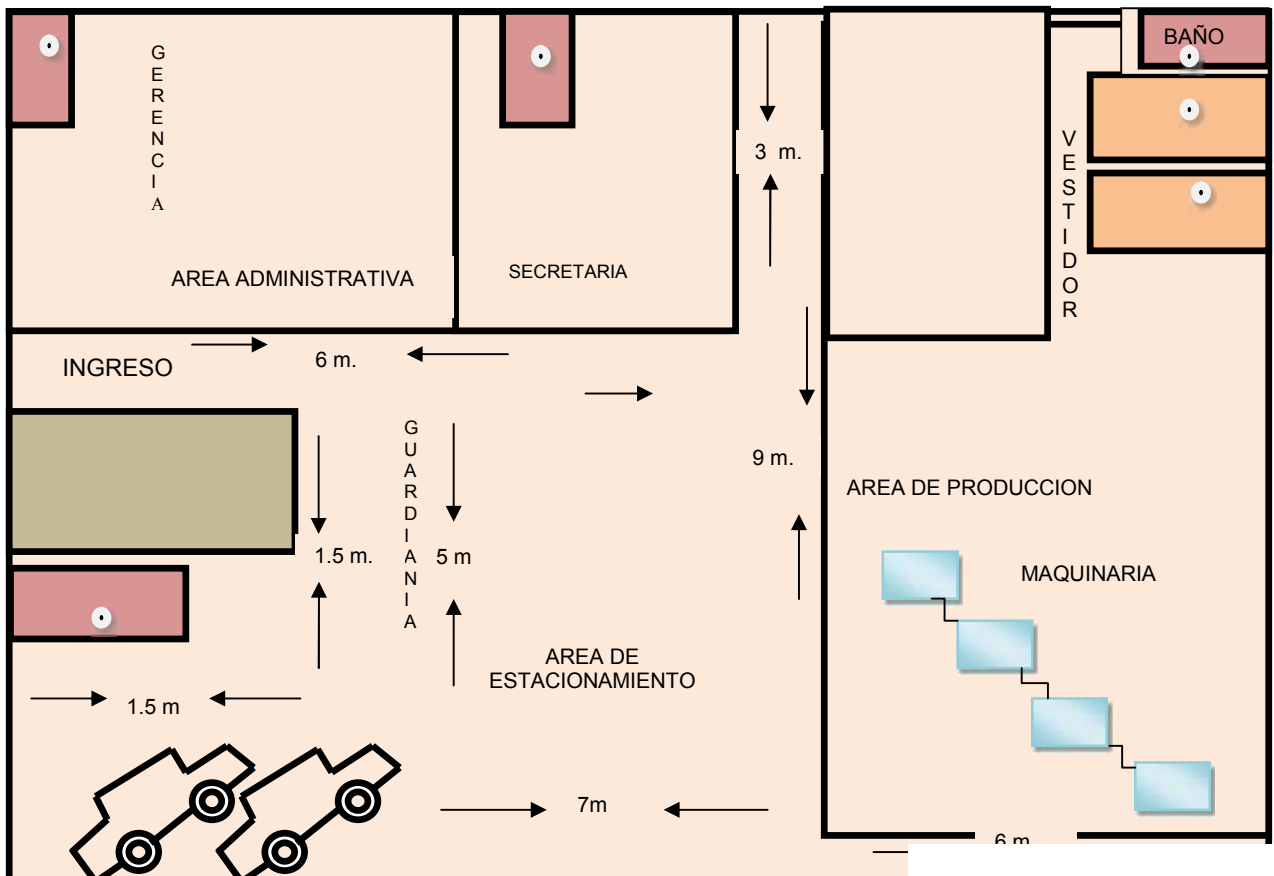 BAÑO
GERENCIA
3 m.
VESTIDOR
AREA ADMINISTRATIVA
SECRETARIA
INGRESO
6 m.
GUARDIANIA
9 m.
AREA DE PRODUCCION
1.5 m.
5 m
MAQUINARIA
AREA DE
ESTACIONAMIENTO
1.5 m
7m
6 m